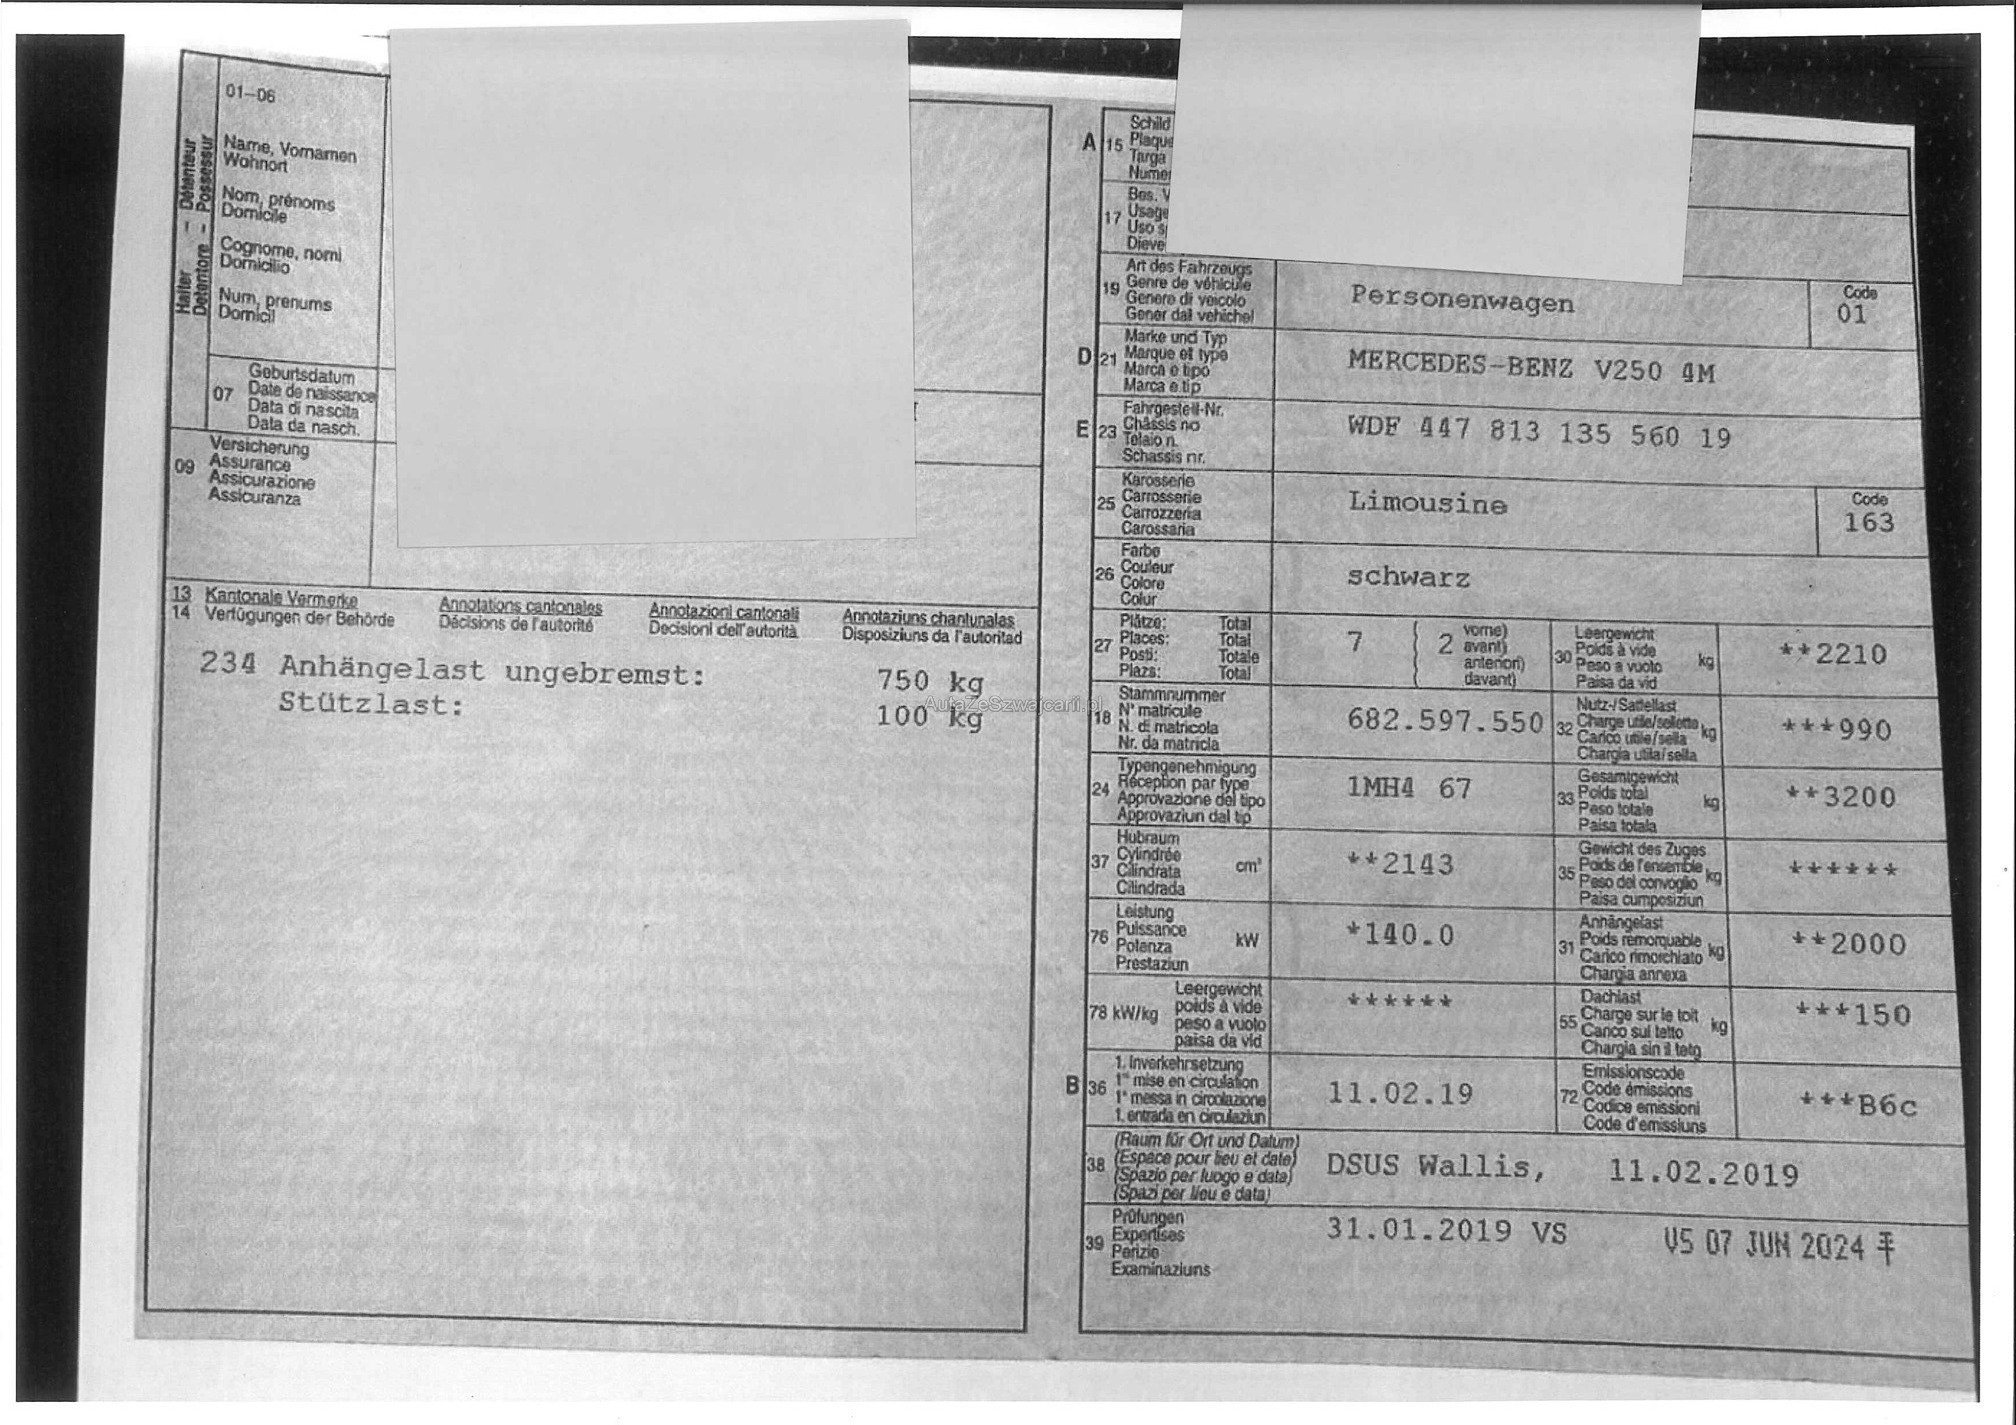 01-06
Halter - Détenteur
Detentore - Possessur
Name, Vornamen
Wohnort
Nom, prénoms
Domicile
Cognome, nomi
Domicilio
Num, prenums
Domicil
07
Geburtsdatum
Date de naissance
Data di nascita
Data da nasch.
09
Versicherung
Assurance
Assicurazione
Assicuranza
13 Kantonale Vermerke Annotations cantonales Annotazioni cantonali Annotaziuns chantunalas
14 Verfügungen der Behörde Décisions de l'autorité Decisioni dell'autorità Disposiziuns da l'autoritad
234 Anhängelast ungebremst: 750 kg
Stützlast: 100 kg
AutaZeSzwajcarii.pl
A 15
Schild
Plaque
Targa
17
Usage
19
Art des Fahrzeugs
Genre de véhicule
Genere di veicolo
Gener dal vehichel
Personenwagen
Code
01
D 21
Marke und Typ
Marque et type
Marca e tipo
Marca e tip
MERCEDES-BENZ V250 4M
E 23
Fahrgestell-Nr.
Châssis no
Telaio n.
Schassis nr.
WDF 447 813 135 560 19
25
Karosserie
Carrosserie
Carrozzeria
Carossaria
Limousine
Code
163
26
Farbe
Couleur
Colore
Colur
schwarz
27
Plätze: Total
Places: Total
Posti: Totale
Plazs: Total
7
2
vorne)
avant)
anteriori)
davant)
30
Leergewicht
Poids à vide
Peso a vuoto
Paisa da vid
kg
**2210
18
Stammnummer
N° matricule
N. di matricola
Nr. da matricla
682.597.550
32
Nutz-/Sattellast
Charge utile/sellette
Carico utile/sella
Chargia utila/sella
kg
***990
24
Typengenehmigung
Réception par type
Approvazione del tipo
Approvaziun dal tip
1MH4 67
33
Gesamtgewicht
Poids total
Peso totale
Paisa totala
kg
**3200
37
Hubraum
Cylindrée
Cilindrata
Cilindrada
cm³
**2143
35
Gewicht des Zuges
Poids de l'ensemble
Peso del convoglio
Paisa cumposiziun
kg
******
76
Leistung
Puissance
Potenza
Prestaziun
kW
*140.0
31
Anhängelast
Poids remorquable
Carico rimorchiato
Chargia annexa
kg
**2000
78 kW/kg
Leergewicht
poids à vide
peso a vuoto
paisa da vid
******
55
Dachlast
Charge sur le toit
Carico sul tetto
Chargia sin il tetg
kg
***150
B 36
1. Inverkehrsetzung
1re mise en circulation
1a messa in circolazione
1. entrada en circulaziun
11.02.19
72
Emissionscode
Code émissions
Codice emissioni
Code d'emissiuns
***B6c
38
(Raum für Ort und Datum)
(Espace pour lieu et date)
(Spazio per luogo e data)
(Spazi per lieu e data)
DSUS Wallis, 11.02.2019
39
Prüfungen
Expertises
Perizie
Examinaziuns
31.01.2019 VS
VS 07 JUN 2024